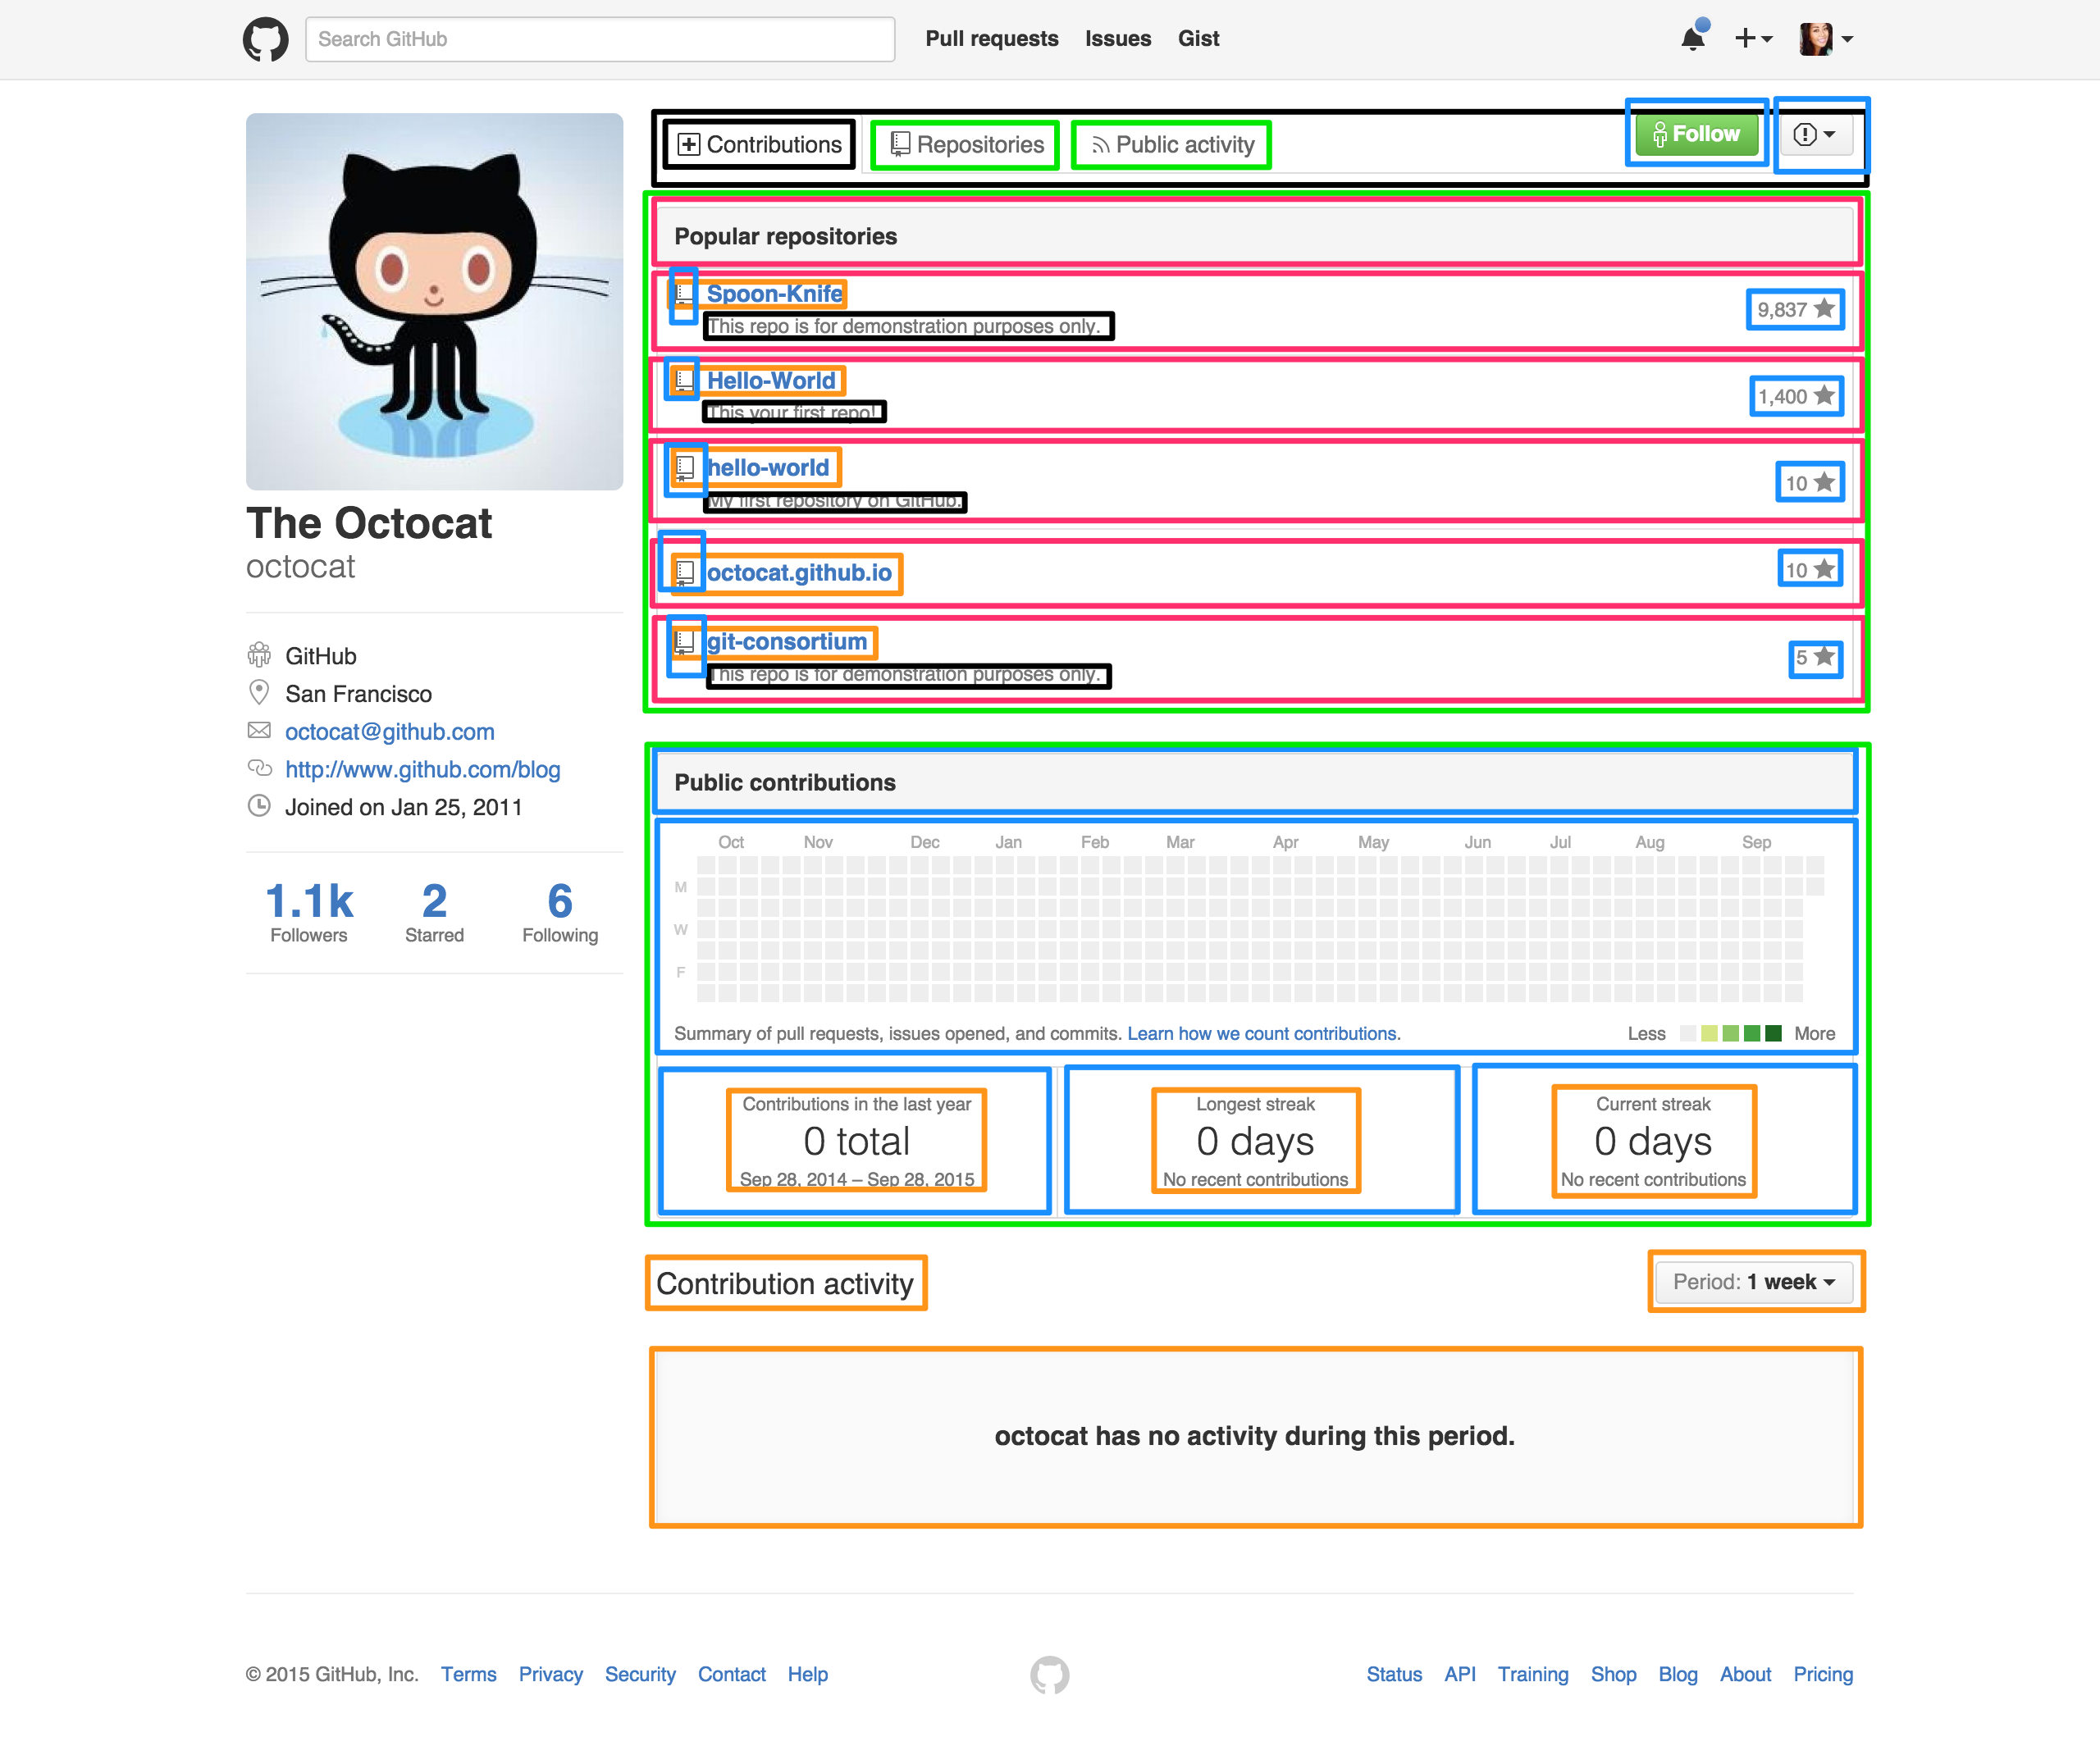 Search GitHub
Pull requests Issues Gist
Contributions Repositories Public activity
Follow
Popular repositories
Spoon-Knife
This repo is for demonstration purposes only.
9,837
Hello-World
This your first repo!
1,400
hello-world
My first repository on GitHub.
10
octocat.github.io
10
git-consortium
This repo is for demonstration purposes only.
5
The Octocat
octocat
GitHub
San Francisco
octocat@github.com
http://www.github.com/blog
Joined on Jan 25, 2011
1.1k 2 6
Followers Starred Following
Public contributions
Oct Nov Dec Jan Feb Mar Apr May Jun Jul Aug Sep
M
W
F
Summary of pull requests, issues opened, and commits. Learn how we count contributions.
Less More
Contributions in the last year
0 total
Sep 28, 2014 – Sep 28, 2015
Longest streak
0 days
No recent contributions
Current streak
0 days
No recent contributions
Contribution activity
Period: 1 week
octocat has no activity during this period.
© 2015 GitHub, Inc. Terms Privacy Security Contact Help
Status API Training Shop Blog About Pricing